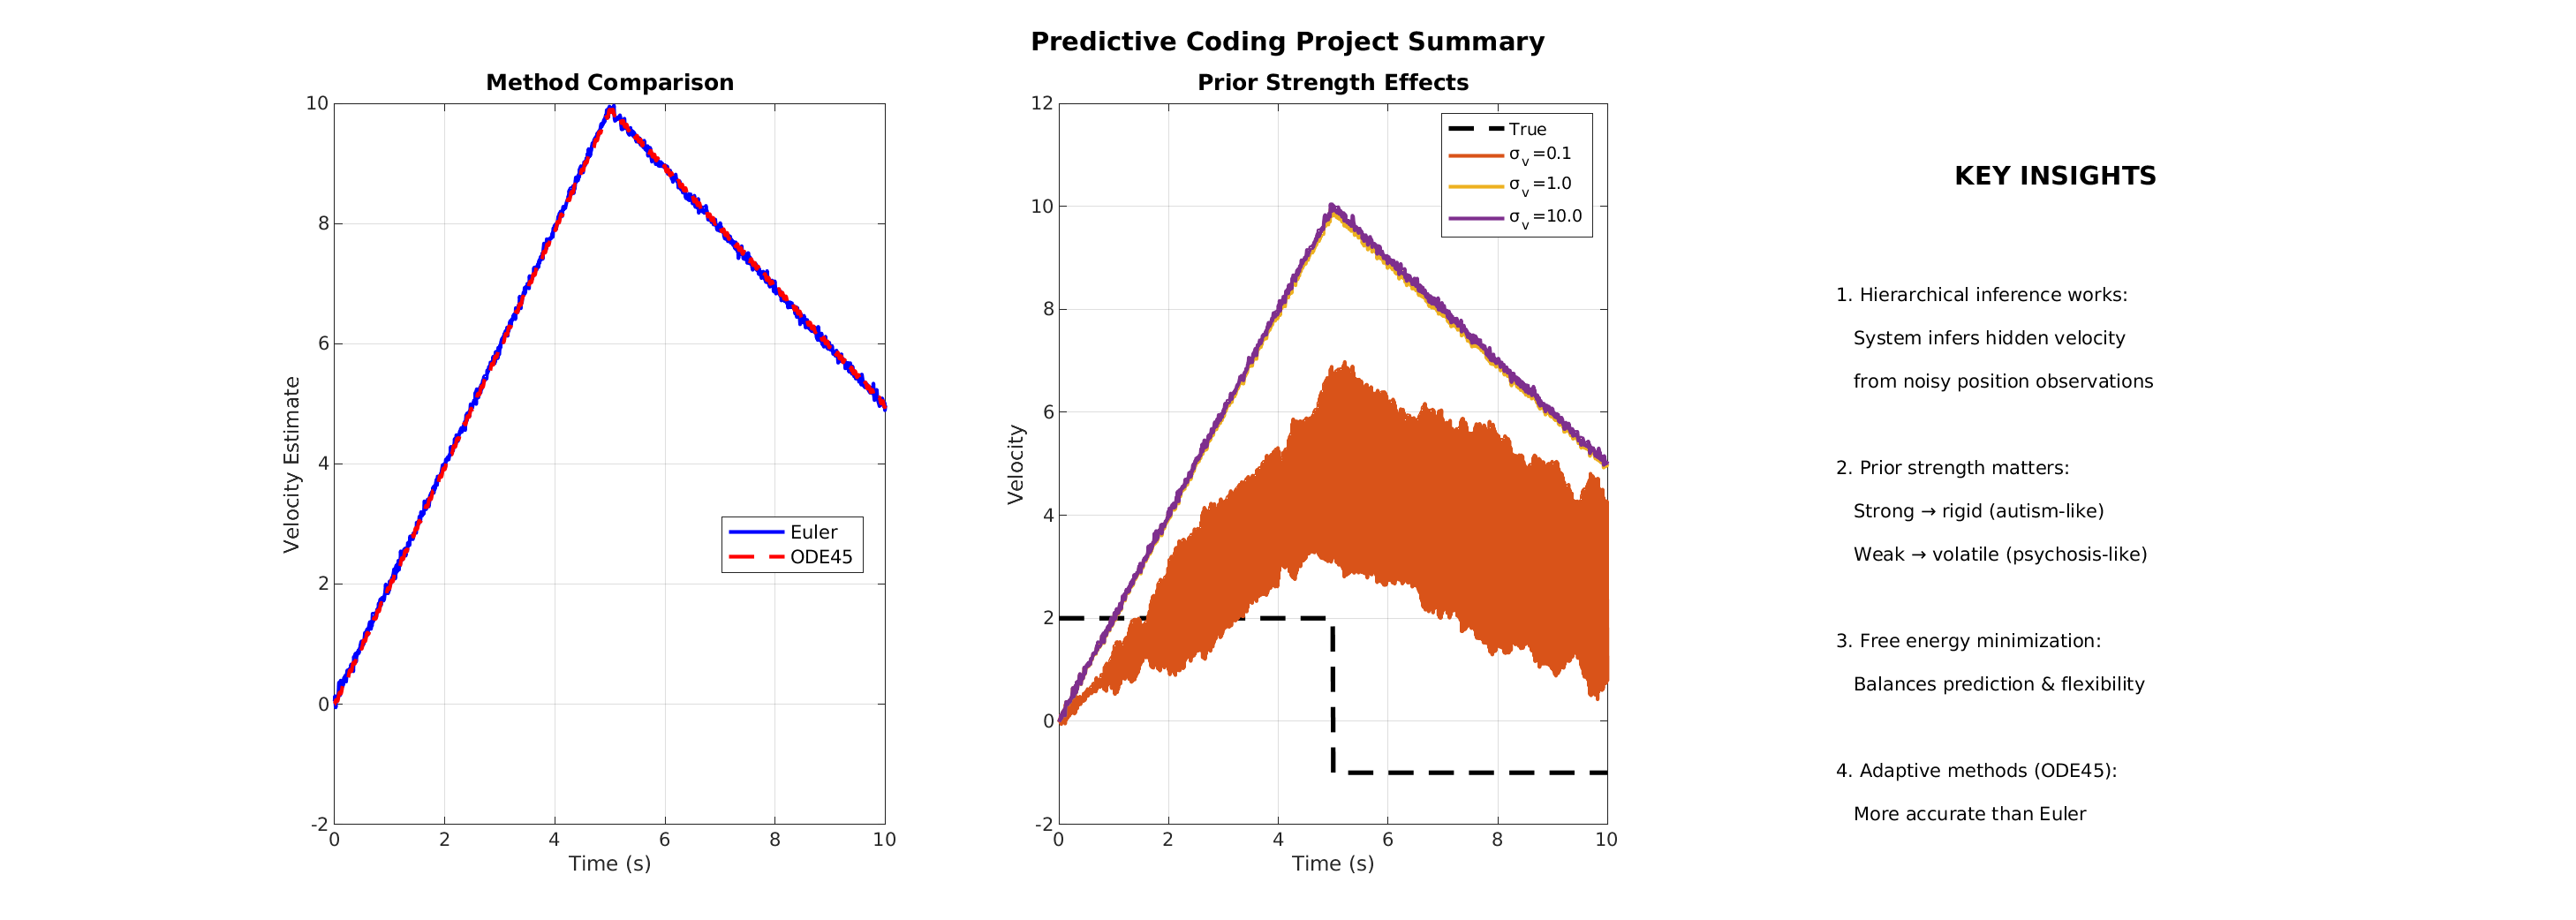 Predictive Coding Project Summary
Method Comparison
10
8
6
4
2
0
-2
0 2 4 6 8 10
Velocity Estimate
Time (s)
Euler
ODE45
Prior Strength Effects
12
10
8
6
4
2
0
-2
0 2 4 6 8 10
Velocity
Time (s)
True
σv=0.1
σv=1.0
σv=10.0
KEY INSIGHTS
1. Hierarchical inference works:
System infers hidden velocity
from noisy position observations
2. Prior strength matters:
Strong → rigid (autism-like)
Weak → volatile (psychosis-like)
3. Free energy minimization:
Balances prediction & flexibility
4. Adaptive methods (ODE45):
More accurate than Euler